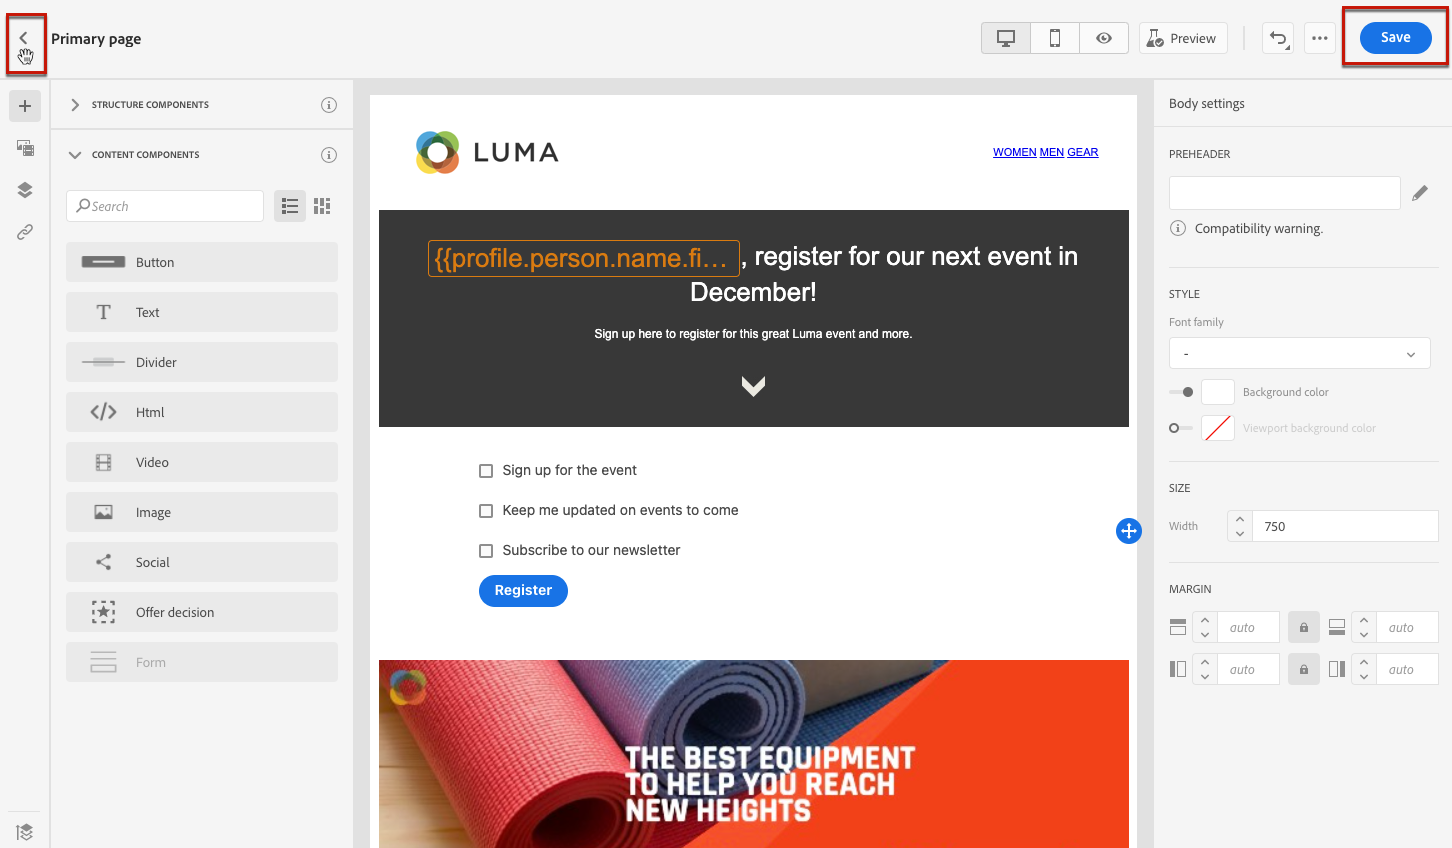 Primary page
Preview
Save
STRUCTURE COMPONENTS
CONTENT COMPONENTS
Search
Button
Text
Divider
Html
Video
Image
Social
Offer decision
Form
LUMA
WOMEN MEN GEAR
{{profile.person.name.fi... , register for our next event in
December!
Sign up here to register for this great Luma event and more.
Sign up for the event
Keep me updated on events to come
Subscribe to our newsletter
Register
THE BEST EQUIPMENT
TO HELP YOU REACH
NEW HEIGHTS
Body settings
PREHEADER
Compatibility warning.
STYLE
Font family
-
Background color
Viewport background color
SIZE
Width 750
MARGIN
auto auto
auto auto